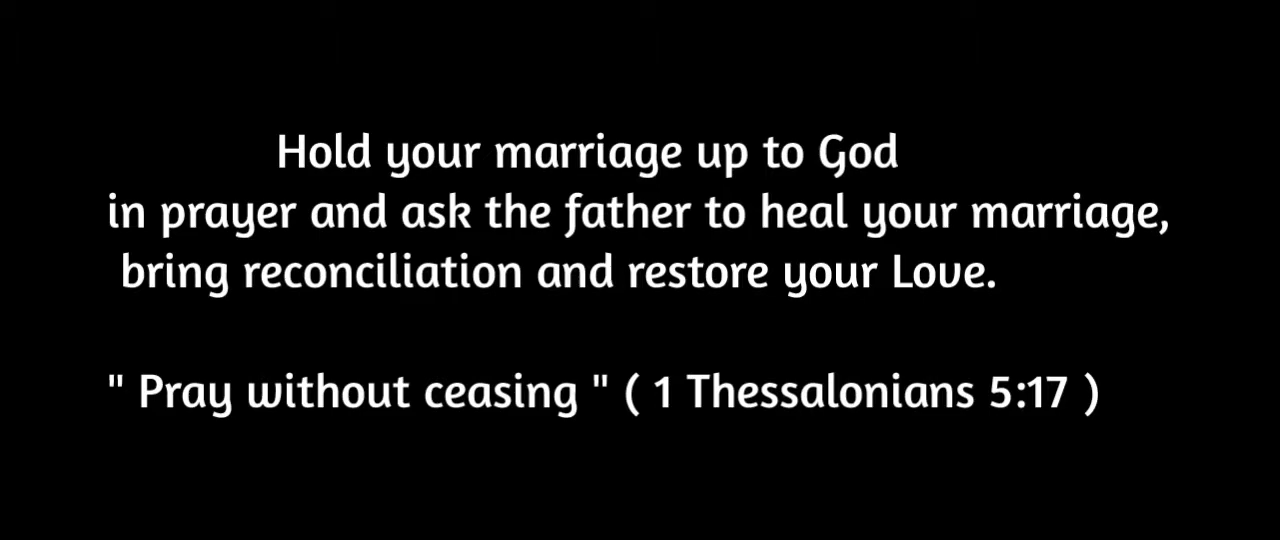 Hold your marriage up to God
in prayer and ask the father to heal your marriage,
bring reconciliation and restore your Love.
" Pray without ceasing " ( 1 Thessalonians 5:17 )